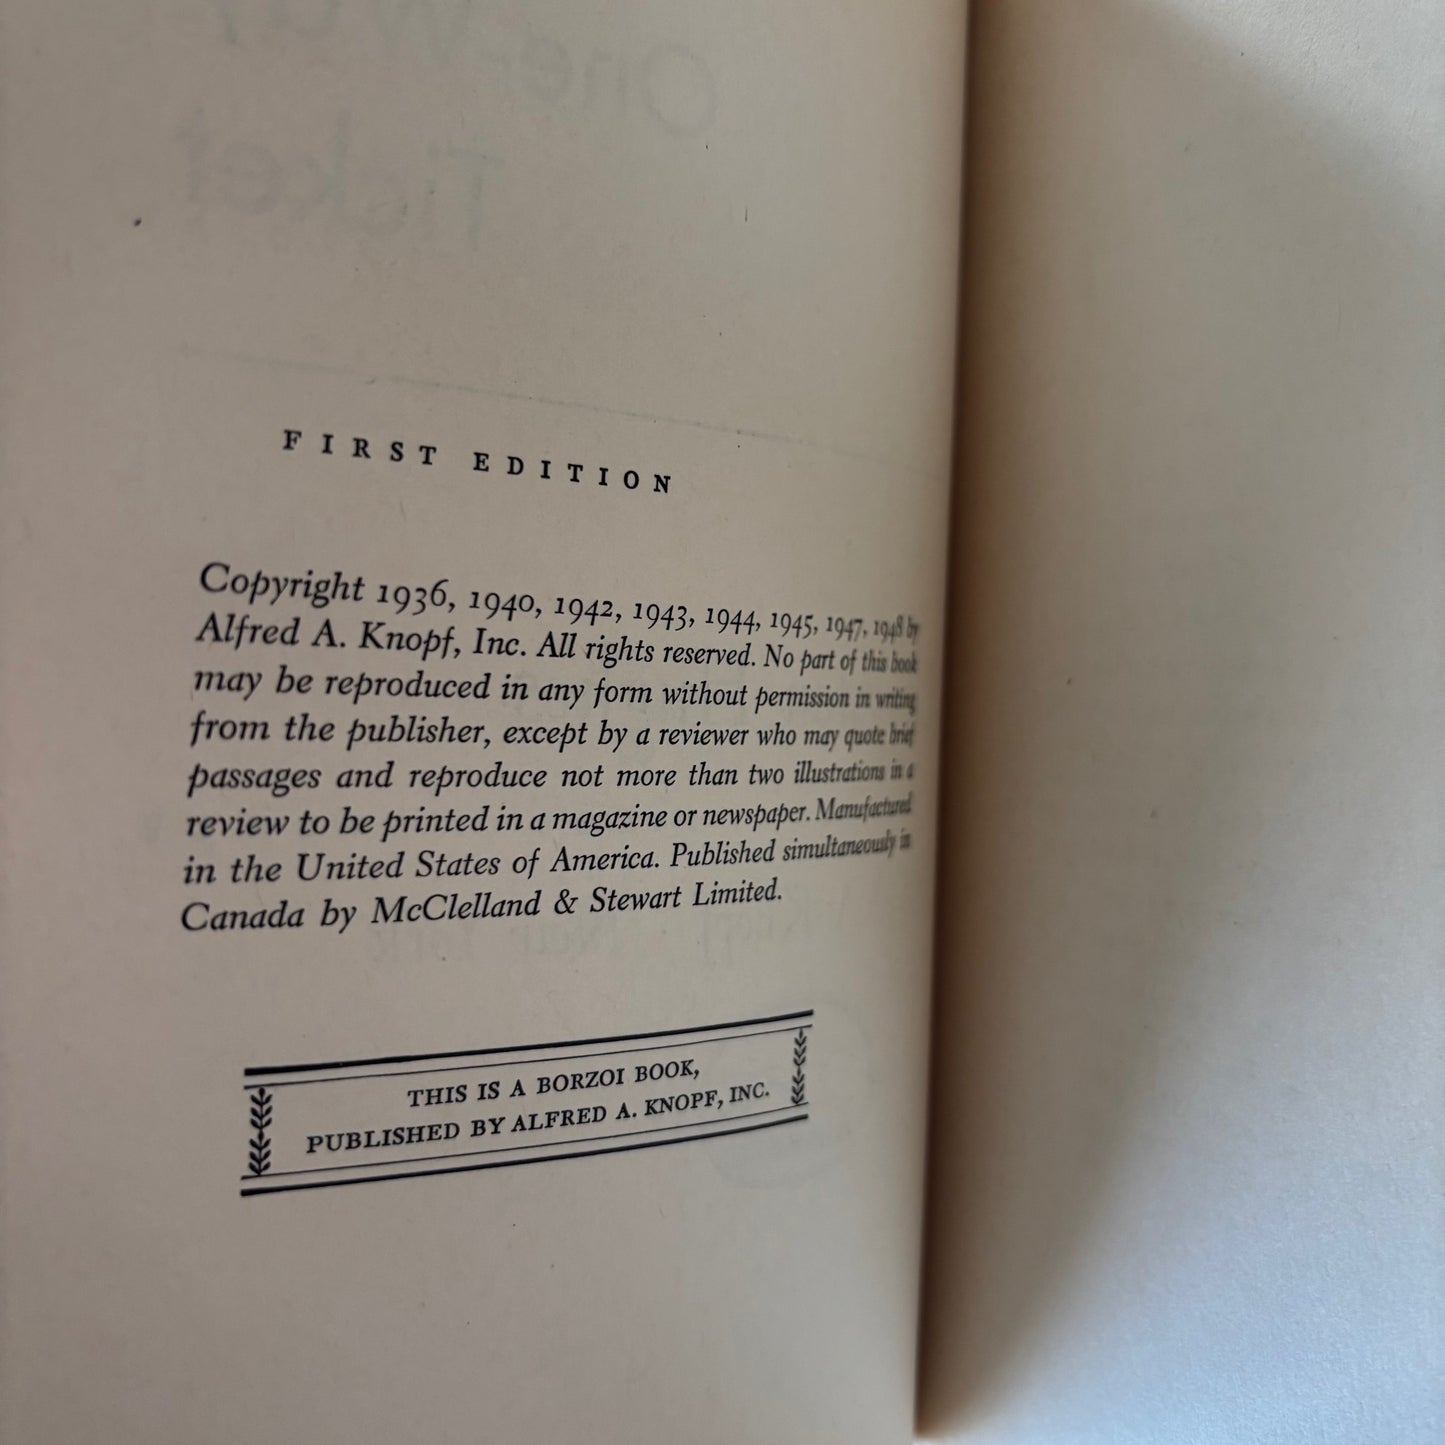 One-Way
Ticket
FIRST EDITION
Copyright 1936, 1940, 1942, 1943, 1944, 1945, 1947, 1948 by
Alfred A. Knopf, Inc. All rights reserved. No part of this book
may be reproduced in any form without permission in writing
from the publisher, except by a reviewer who may quote brief
passages and reproduce not more than two illustrations in a
review to be printed in a magazine or newspaper. Manufactured
in the United States of America. Published simultaneously in
Canada by McClelland & Stewart Limited.
THIS IS A BORZOI BOOK,
PUBLISHED BY ALFRED A. KNOPF, INC.